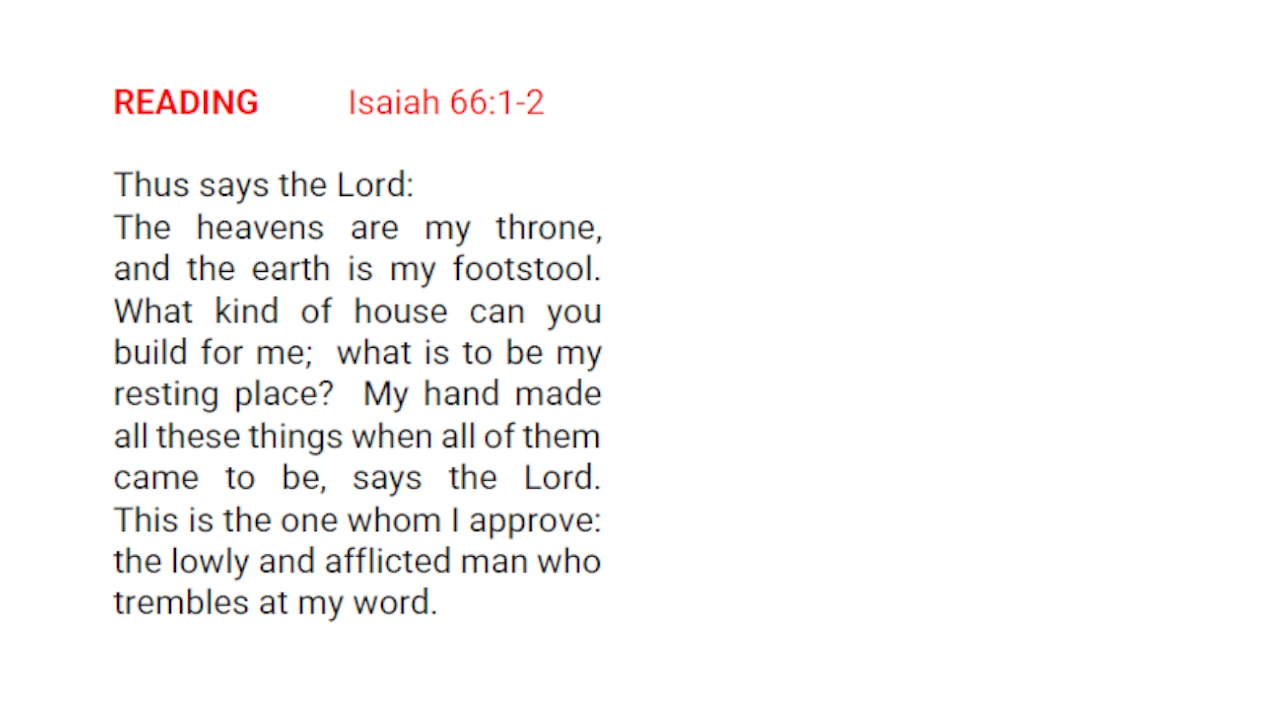 READING Isaiah 66:1-2
Thus says the Lord:
The heavens are my throne,
and the earth is my footstool.
What kind of house can you
build for me; what is to be my
resting place? My hand made
all these things when all of them
came to be, says the Lord.
This is the one whom I approve:
the lowly and afflicted man who
trembles at my word.